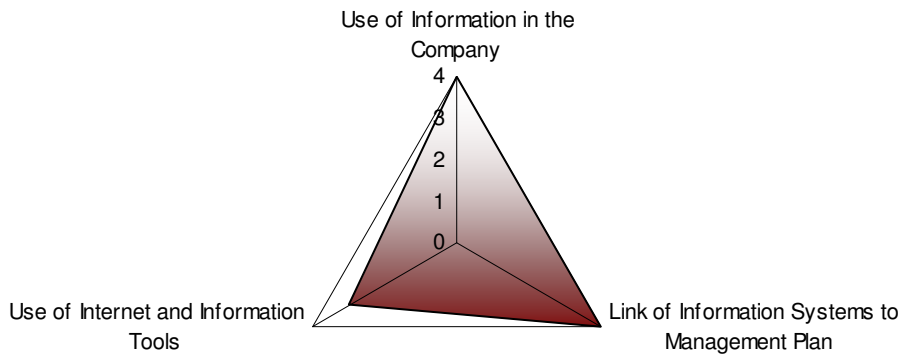 Use of Information in the
Company
4
3
2
1
0
Use of Internet and Information
Tools
Link of Information Systems to
Management Plan